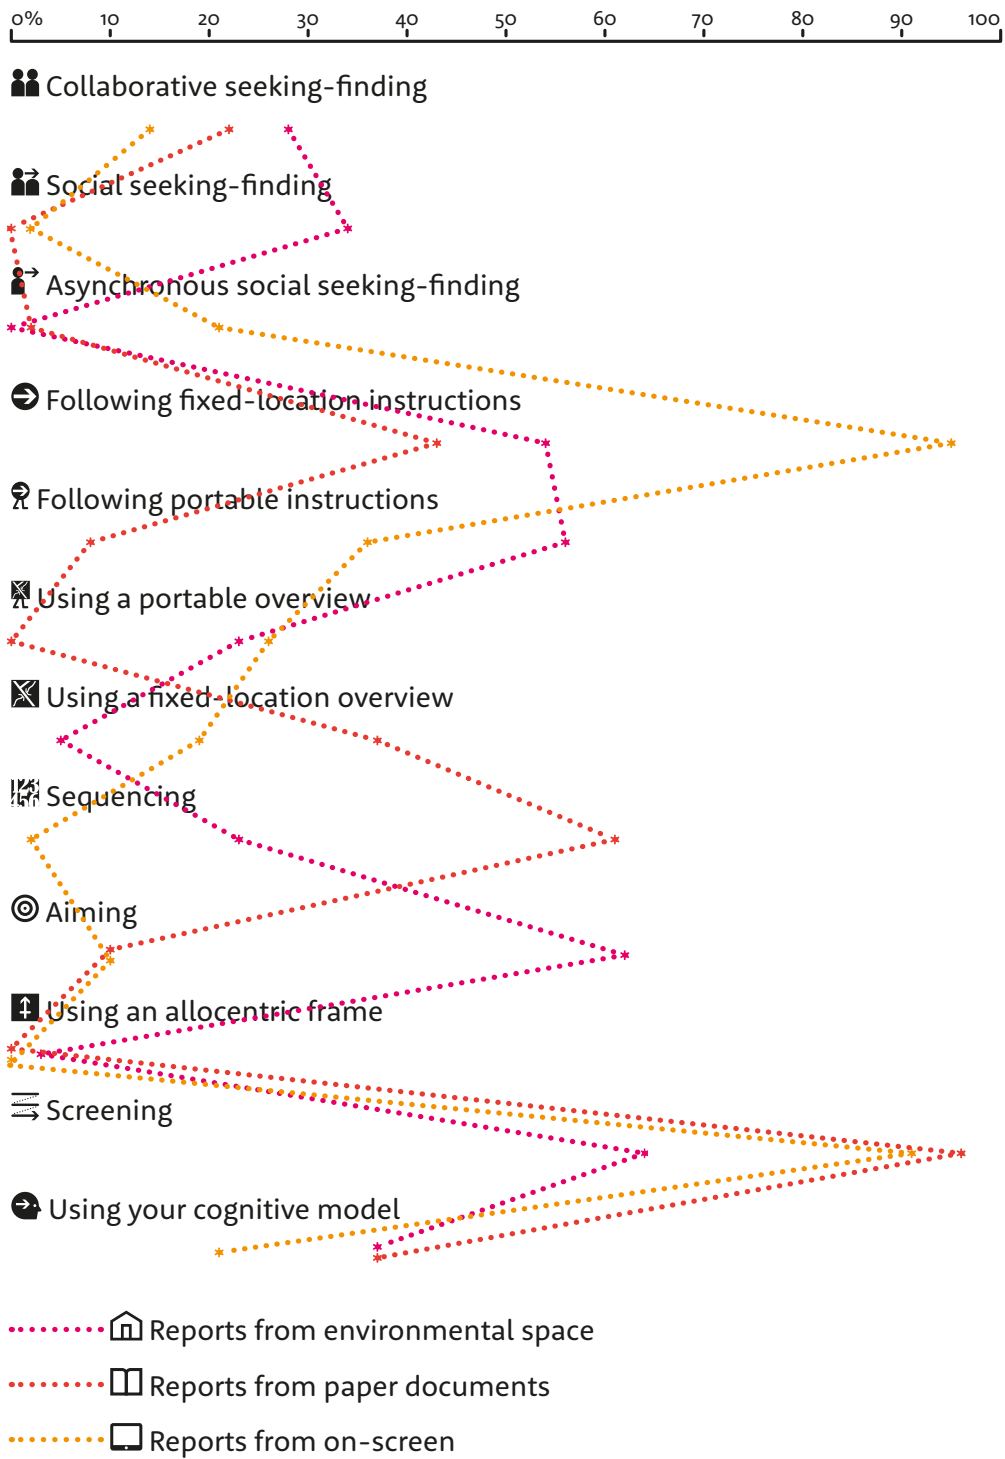 0% 10 20 30 40 50 60 70 80 90 100
Collaborative seeking-finding
Social seeking-finding
Asynchronous social seeking-finding
Following fixed-location instructions
Following portable instructions
Using a portable overview
Using a fixed-location overview
Sequencing
Aiming
Using an allocentric frame
Screening
Using your cognitive model
Reports from environmental space
Reports from paper documents
Reports from on-screen